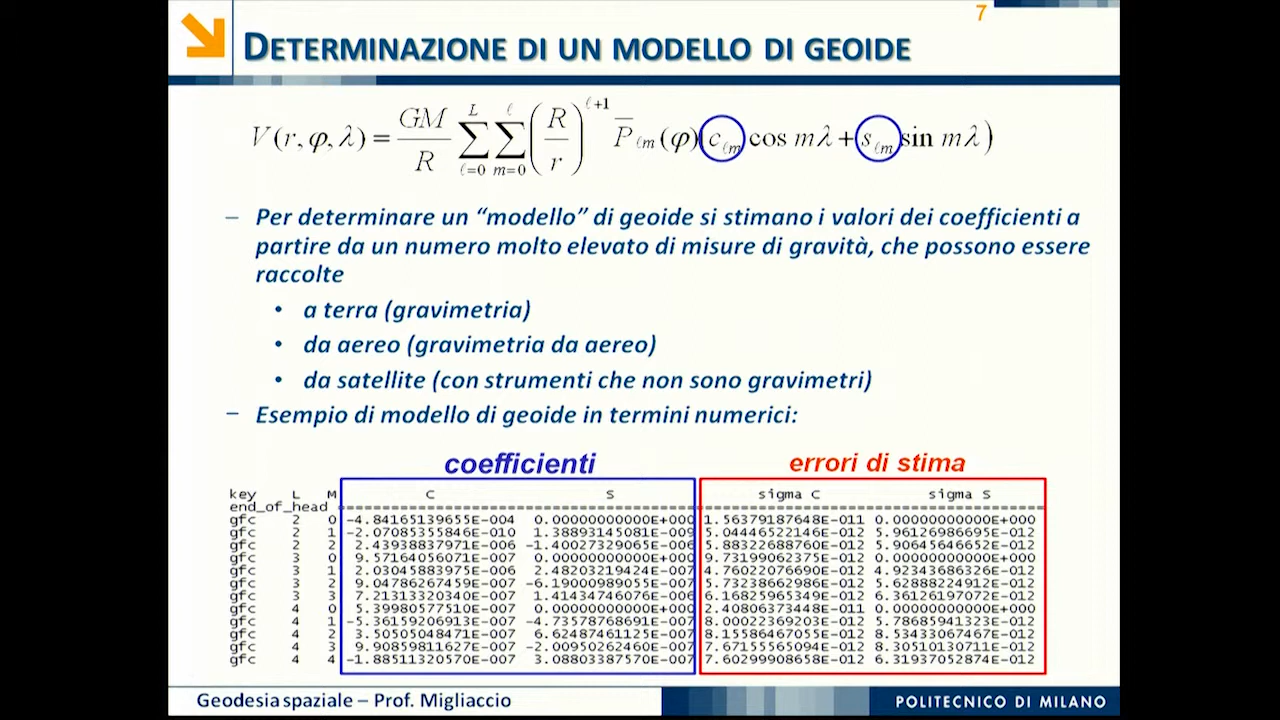 7
DETERMINAZIONE DI UN MODELLO DI GEOIDE
V(r, φ, λ) = GM/R ∑_{ℓ=0}^{L} ∑_{m=0}^{ℓ} (R/r)^{ℓ+1} P̅_{ℓm}(φ)(c_{ℓm} cos mλ + s_{ℓm} sin mλ)
– Per determinare un “modello” di geoide si stimano i valori dei coefficienti a
partire da un numero molto elevato di misure di gravità, che possono essere
raccolte
• a terra (gravimetria)
• da aereo (gravimetria da aereo)
• da satellite (con strumenti che non sono gravimetri)
– Esempio di modello di geoide in termini numerici:
coefficienti errori di stima
key L M C S sigma C sigma S
end_of_head
gfc 2 0 -4.84165139655E-004 0.00000000000E+000 1.56379187648E-011 0.00000000000E+000
gfc 2 1 -2.07085355846E-010 1.38893145081E-009 5.04446522146E-012 5.96126986695E-012
gfc 2 2 2.43938837971E-006 -1.40027329065E-006 5.88322688760E-012 5.90645646652E-012
gfc 3 0 9.57164056071E-007 0.00000000000E+000 9.73199062375E-012 0.00000000000E+000
gfc 3 1 2.03045883975E-006 2.48203219424E-007 4.76022076690E-012 4.92343686326E-012
gfc 3 2 9.04786267459E-007 -6.19000989055E-007 5.73238662986E-012 5.62888224912E-012
gfc 3 3 7.21313320340E-007 1.41434746076E-006 6.16825965349E-012 6.36126197072E-012
gfc 4 0 5.39980577510E-007 0.00000000000E+000 2.40806373448E-011 0.00000000000E+000
gfc 4 1 -5.36159206913E-007 -4.73578768691E-007 8.00022369203E-012 5.78685941323E-012
gfc 4 2 3.50505048471E-007 6.62487461125E-007 8.15586467055E-012 8.53433067467E-012
gfc 4 3 9.90859811627E-007 -2.00950262460E-007 7.67155565094E-012 8.30510130711E-012
gfc 4 4 -1.88511320570E-007 3.08803387570E-007 7.60299908658E-012 6.31937052874E-012
Geodesia spaziale – Prof. Migliaccio
POLITECNICO DI MILANO